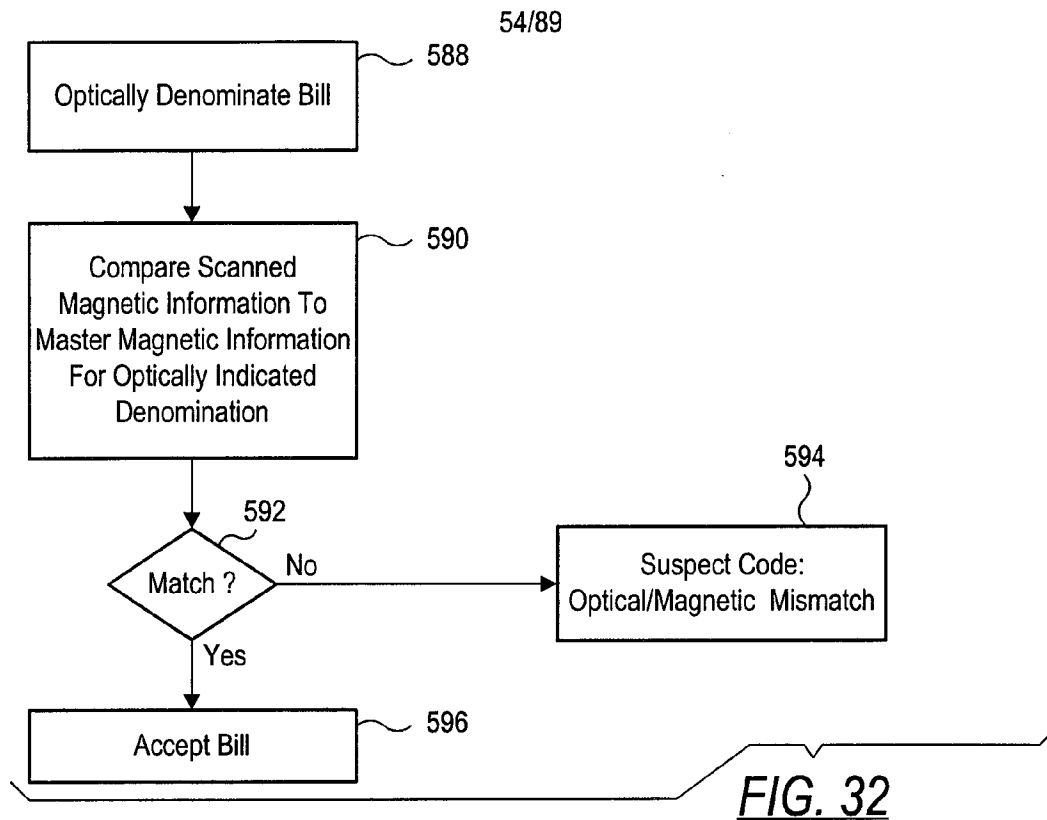 54/89
588
Optically Denominate Bill
590
Compare Scanned
Magnetic Information To
Master Magnetic Information
For Optically Indicated
Denomination
592
Match ?
No
594
Suspect Code:
Optical/Magnetic Mismatch
Yes
596
Accept Bill
FIG. 32